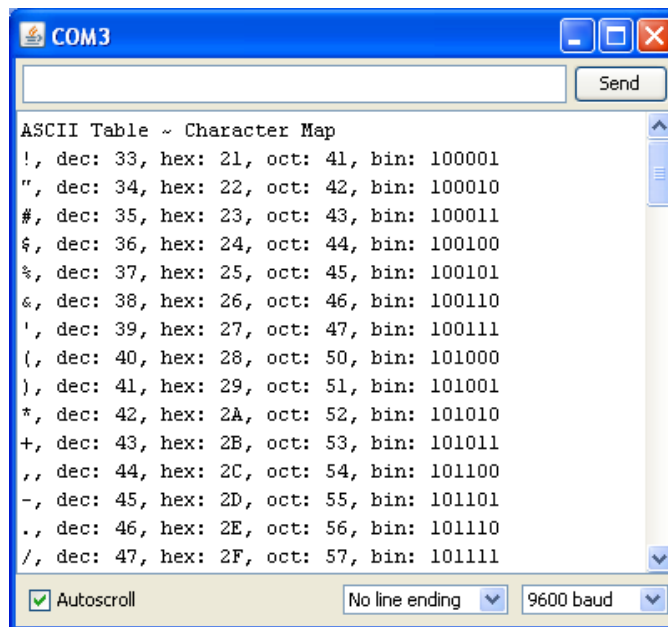 COM3
Send
ASCII Table ~ Character Map
!, dec: 33, hex: 21, oct: 41, bin: 100001
", dec: 34, hex: 22, oct: 42, bin: 100010
#, dec: 35, hex: 23, oct: 43, bin: 100011
$, dec: 36, hex: 24, oct: 44, bin: 100100
%, dec: 37, hex: 25, oct: 45, bin: 100101
&, dec: 38, hex: 26, oct: 46, bin: 100110
', dec: 39, hex: 27, oct: 47, bin: 100111
(, dec: 40, hex: 28, oct: 50, bin: 101000
), dec: 41, hex: 29, oct: 51, bin: 101001
*, dec: 42, hex: 2A, oct: 52, bin: 101010
+, dec: 43, hex: 2B, oct: 53, bin: 101011
,, dec: 44, hex: 2C, oct: 54, bin: 101100
-, dec: 45, hex: 2D, oct: 55, bin: 101101
., dec: 46, hex: 2E, oct: 56, bin: 101110
/, dec: 47, hex: 2F, oct: 57, bin: 101111
Autoscroll No line ending 9600 baud